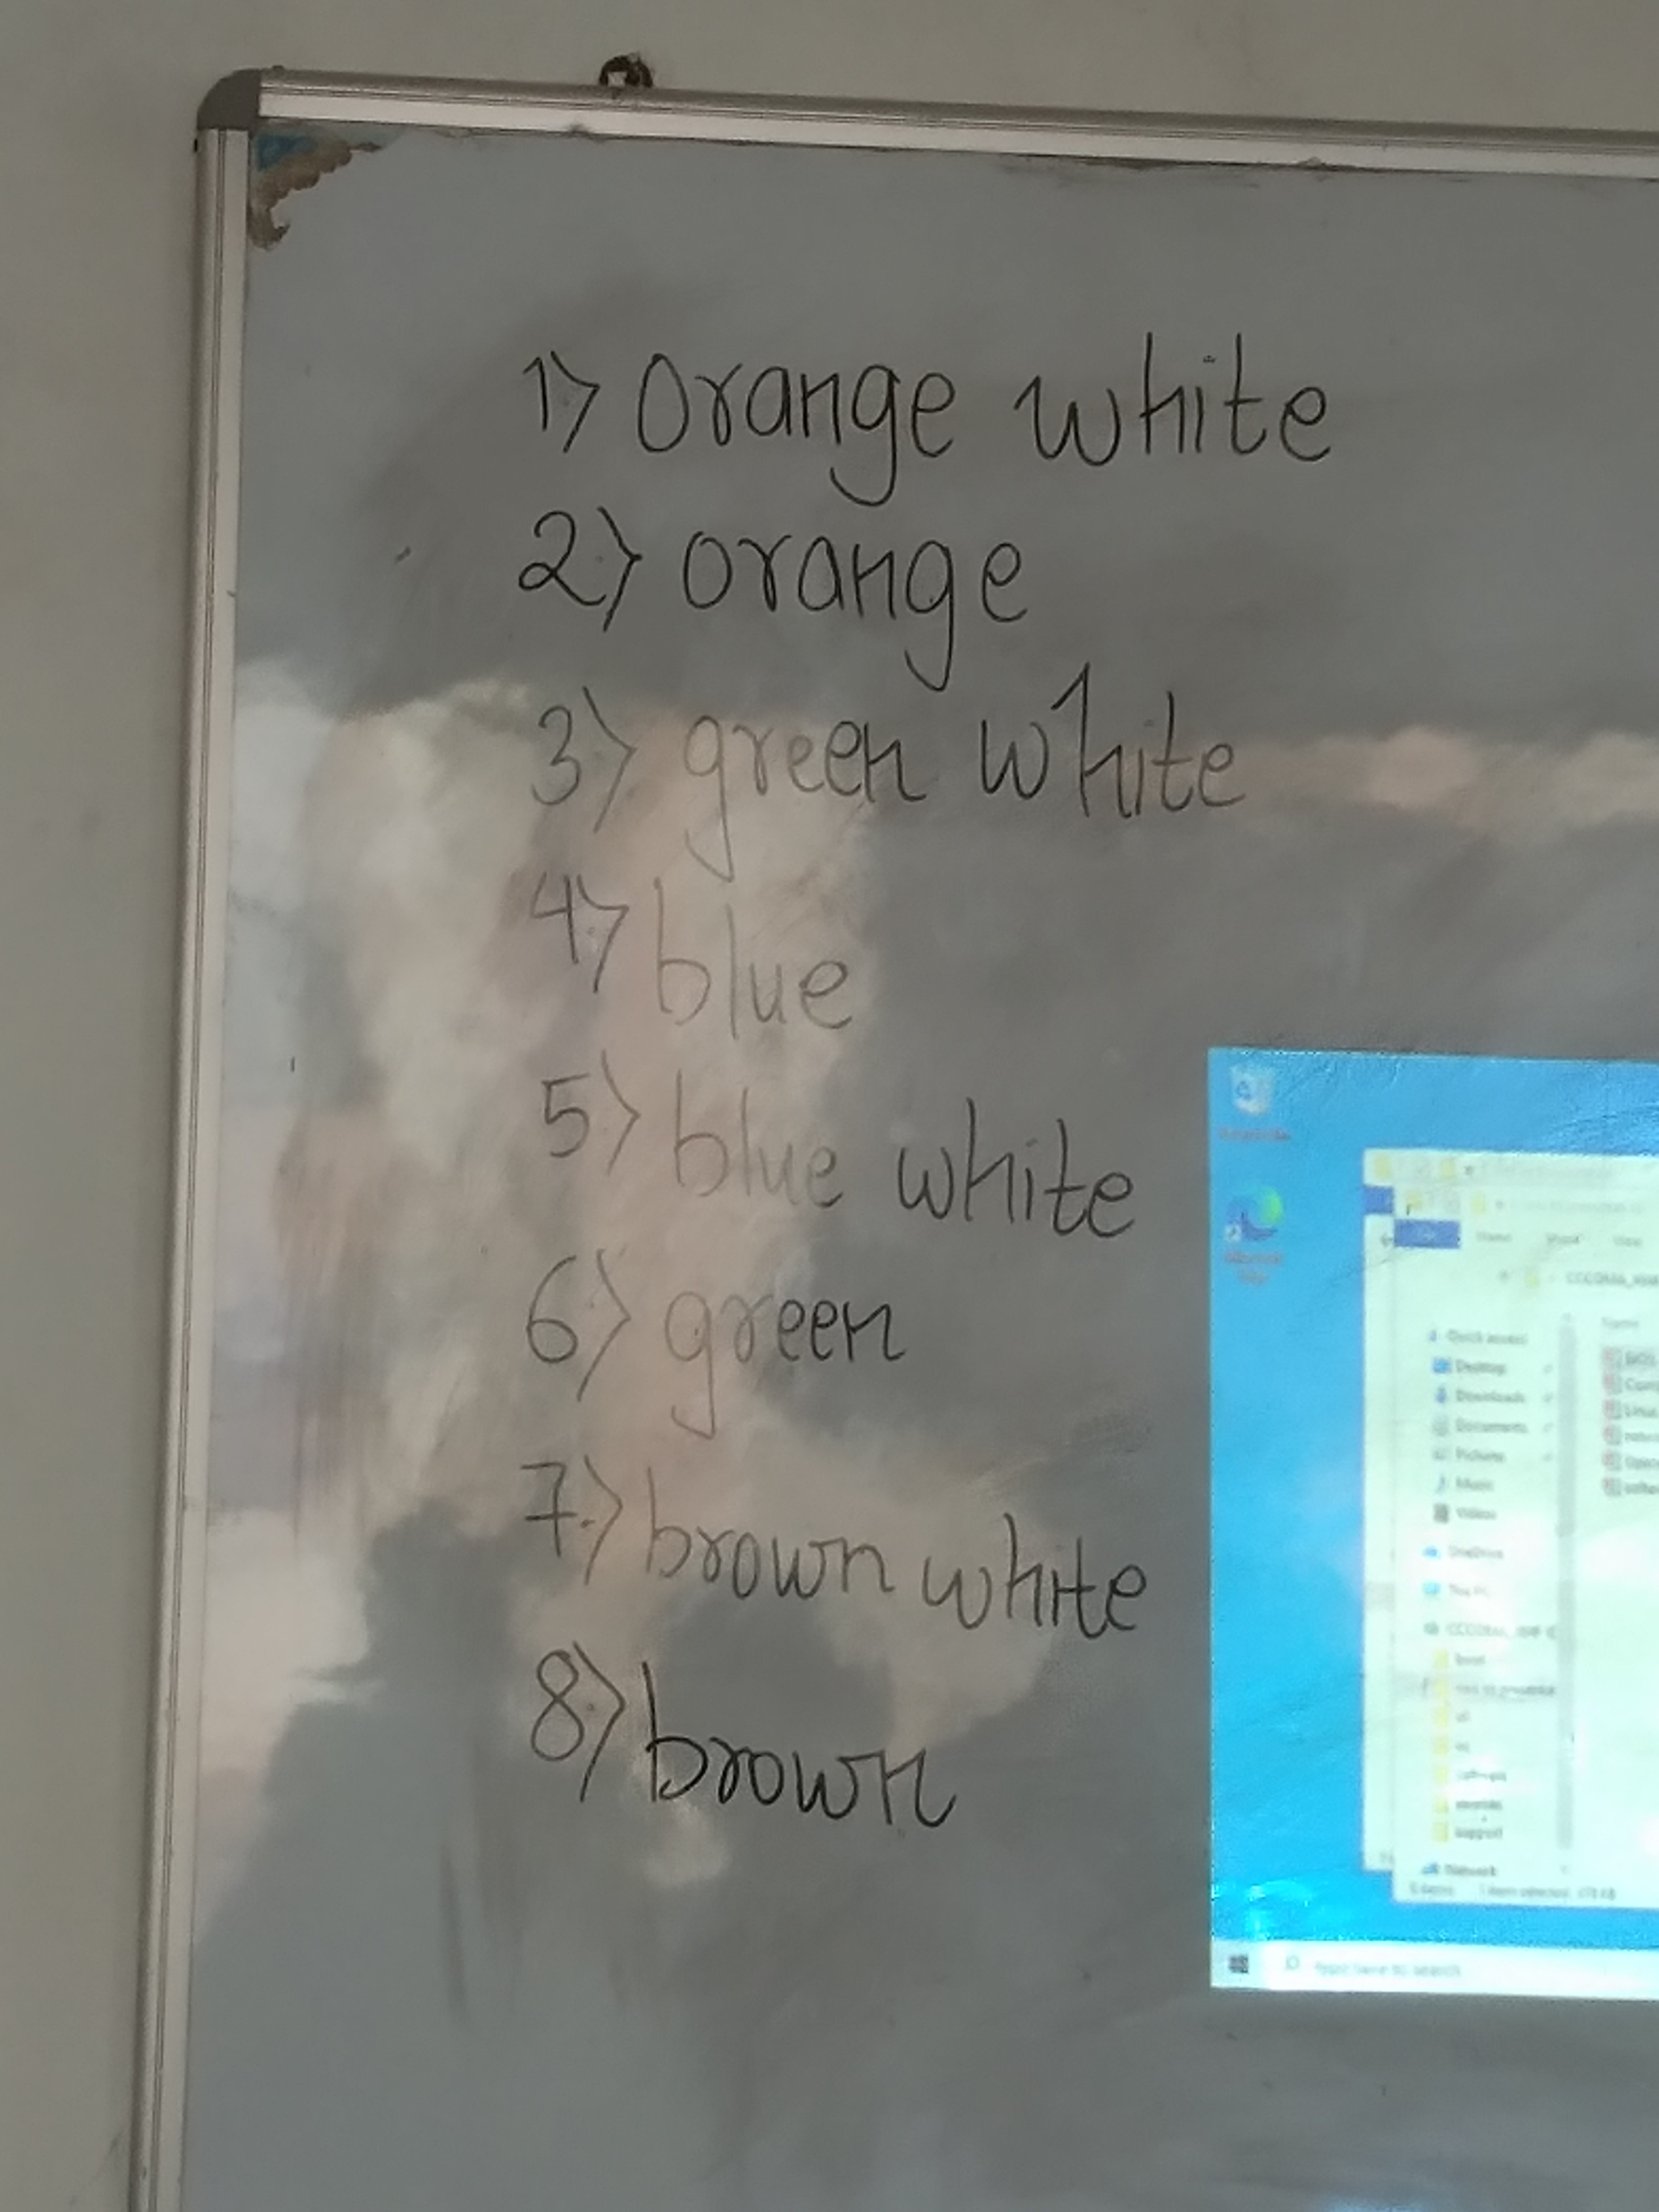 1) Orange white
2) orange
3) green white
4) blue
5) blue white
6) green
7) brown white
8) brown
Quick access
Desktop
Downloads
Documents
Pictures
Music
Videos
OneDrive
This PC
Network
Type here to search